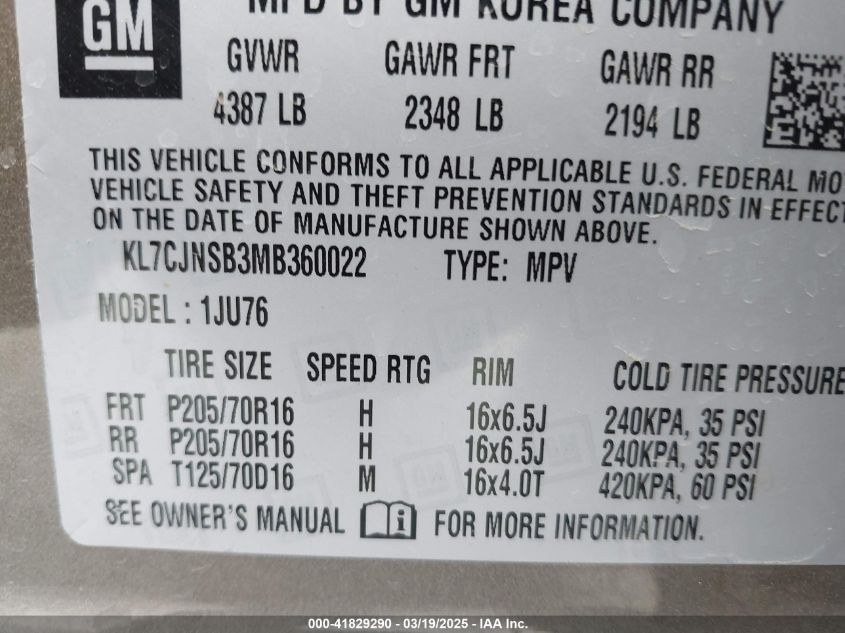 GM
MFD BY GM KOREA COMPANY
GVWR GAWR FRT GAWR RR
4387 LB 2348 LB 2194 LB
THIS VEHICLE CONFORMS TO ALL APPLICABLE U.S. FEDERAL MO
VEHICLE SAFETY AND THEFT PREVENTION STANDARDS IN EFFECT
ON THE DATE OF MANUFACTURE SHOWN ABOVE.
KL7CJNSB3MB360022 TYPE: MPV
MODEL : 1JU76
TIRE SIZE SPEED RTG RIM COLD TIRE PRESSURE
FRT P205/70R16 H 16x6.5J 240KPA, 35 PSI
RR P205/70R16 H 16x6.5J 240KPA, 35 PSI
SPA T125/70D16 M 16x4.0T 420KPA, 60 PSI
SEE OWNER'S MANUAL i FOR MORE INFORMATION.
000-41829290 - 03/19/2025 - IAA Inc.